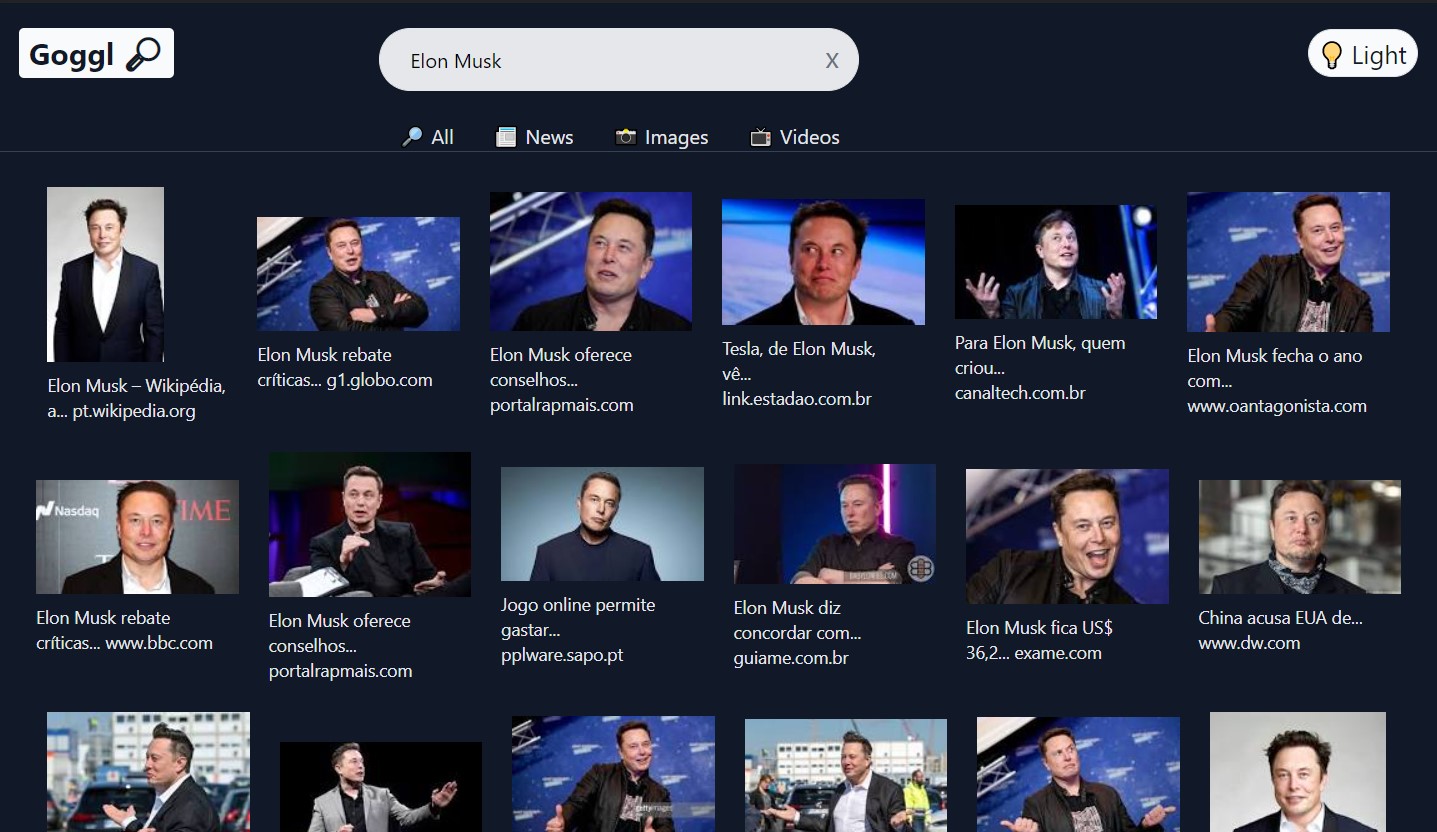 Goggl
Elon Musk
X
Light
All
News
Images
Videos
Elon Musk – Wikipédia,
a... pt.wikipedia.org
Elon Musk rebate
críticas... g1.globo.com
Elon Musk oferece
conselhos...
portalrapmais.com
Tesla, de Elon Musk,
vê...
link.estadao.com.br
Para Elon Musk, quem
criou...
canaltech.com.br
Elon Musk fecha o ano
com...
www.oantagonista.com
Nasdaq
TIME
Elon Musk rebate
críticas... www.bbc.com
Elon Musk oferece
conselhos...
portalrapmais.com
Jogo online permite
gastar...
pplware.sapo.pt
Elon Musk diz
concordar com...
guiame.com.br
Elon Musk fica US$
36,2... exame.com
China acusa EUA de...
www.dw.com
gettyimages